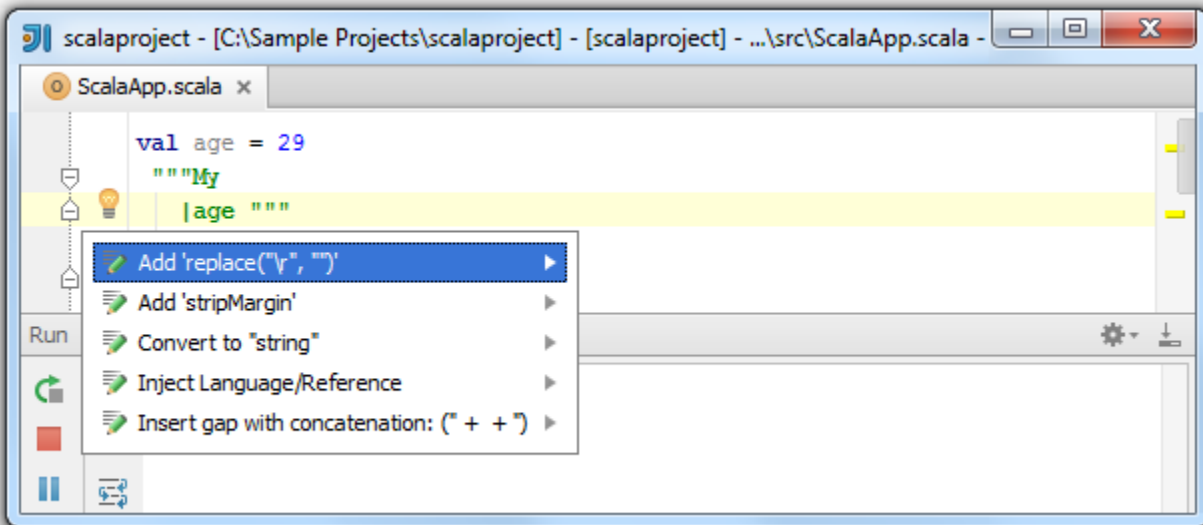 scalaproject - [C:\Sample Projects\scalaproject] - [scalaproject] - ...\src\ScalaApp.scala -
ScalaApp.scala
val age = 29
"""My
|age """
Add 'replace("\r", "")'
Add 'stripMargin'
Run
Convert to "string"
Inject Language/Reference
Insert gap with concatenation: (" + + ")